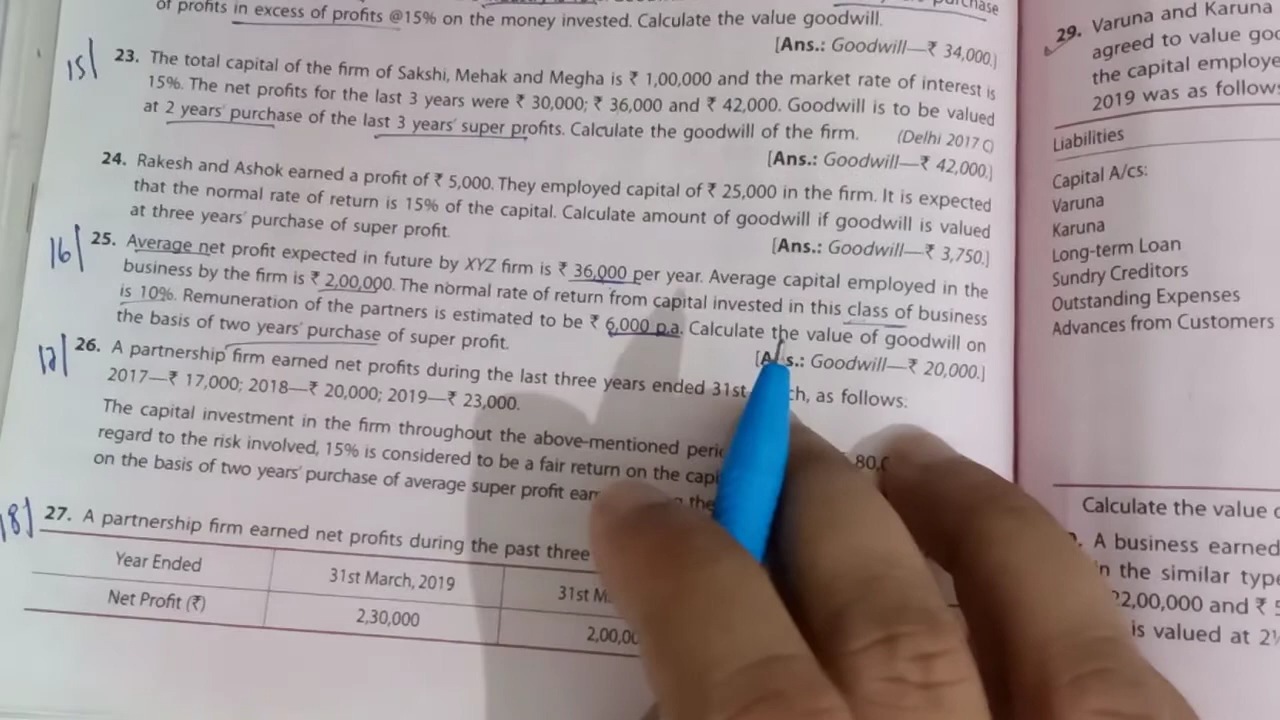 of profits in excess of profits @15% on the money invested. Calculate the value goodwill.
[Ans.: Goodwill—₹ 34,000.]
15|
23. The total capital of the firm of Sakshi, Mehak and Megha is ₹ 1,00,000 and the market rate of interest is
15%. The net profits for the last 3 years were ₹ 30,000; ₹ 36,000 and ₹ 42,000. Goodwill is to be valued
at 2 years' purchase of the last 3 years' super profits. Calculate the goodwill of the firm. (Delhi 2017 C)
[Ans.: Goodwill—₹ 42,000.]
24. Rakesh and Ashok earned a profit of ₹ 5,000. They employed capital of ₹ 25,000 in the firm. It is expected
that the normal rate of return is 15% of the capital. Calculate amount of goodwill if goodwill is valued
at three years' purchase of super profit.
[Ans.: Goodwill—₹ 3,750.]
16|
25. Average net profit expected in future by XYZ firm is ₹ 36,000 per year. Average capital employed in the
business by the firm is ₹ 2,00,000. The normal rate of return from capital invested in this class of business
is 10%. Remuneration of the partners is estimated to be ₹ 6,000 p.a. Calculate the value of goodwill on
the basis of two years' purchase of super profit.
Goodwill—₹ 20,000.]
26. A partnership firm earned net profits during the last three years ended 31st as follows:
2017—₹ 17,000; 2018—₹ 20,000; 2019—₹ 23,000.
The capital investment in the firm throughout the above-mentioned
regard to the risk involved, 15% is considered to be a fair return on the
on the basis of two years' purchase of average super profit
27. A partnership firm earned net profits during the past three
Year Ended 31st March, 2019
Net Profit (₹) 2,30,000
29. Varuna and Karuna
agreed to value
the capital
2019 was as
Liabilities
Capital A/cs:
Varuna
Karuna
Long-term Loan
Sundry Creditors
Outstanding Expenses
Advances from Customers
Calculate the value
A business earned
in the similar
and ₹
is valued at